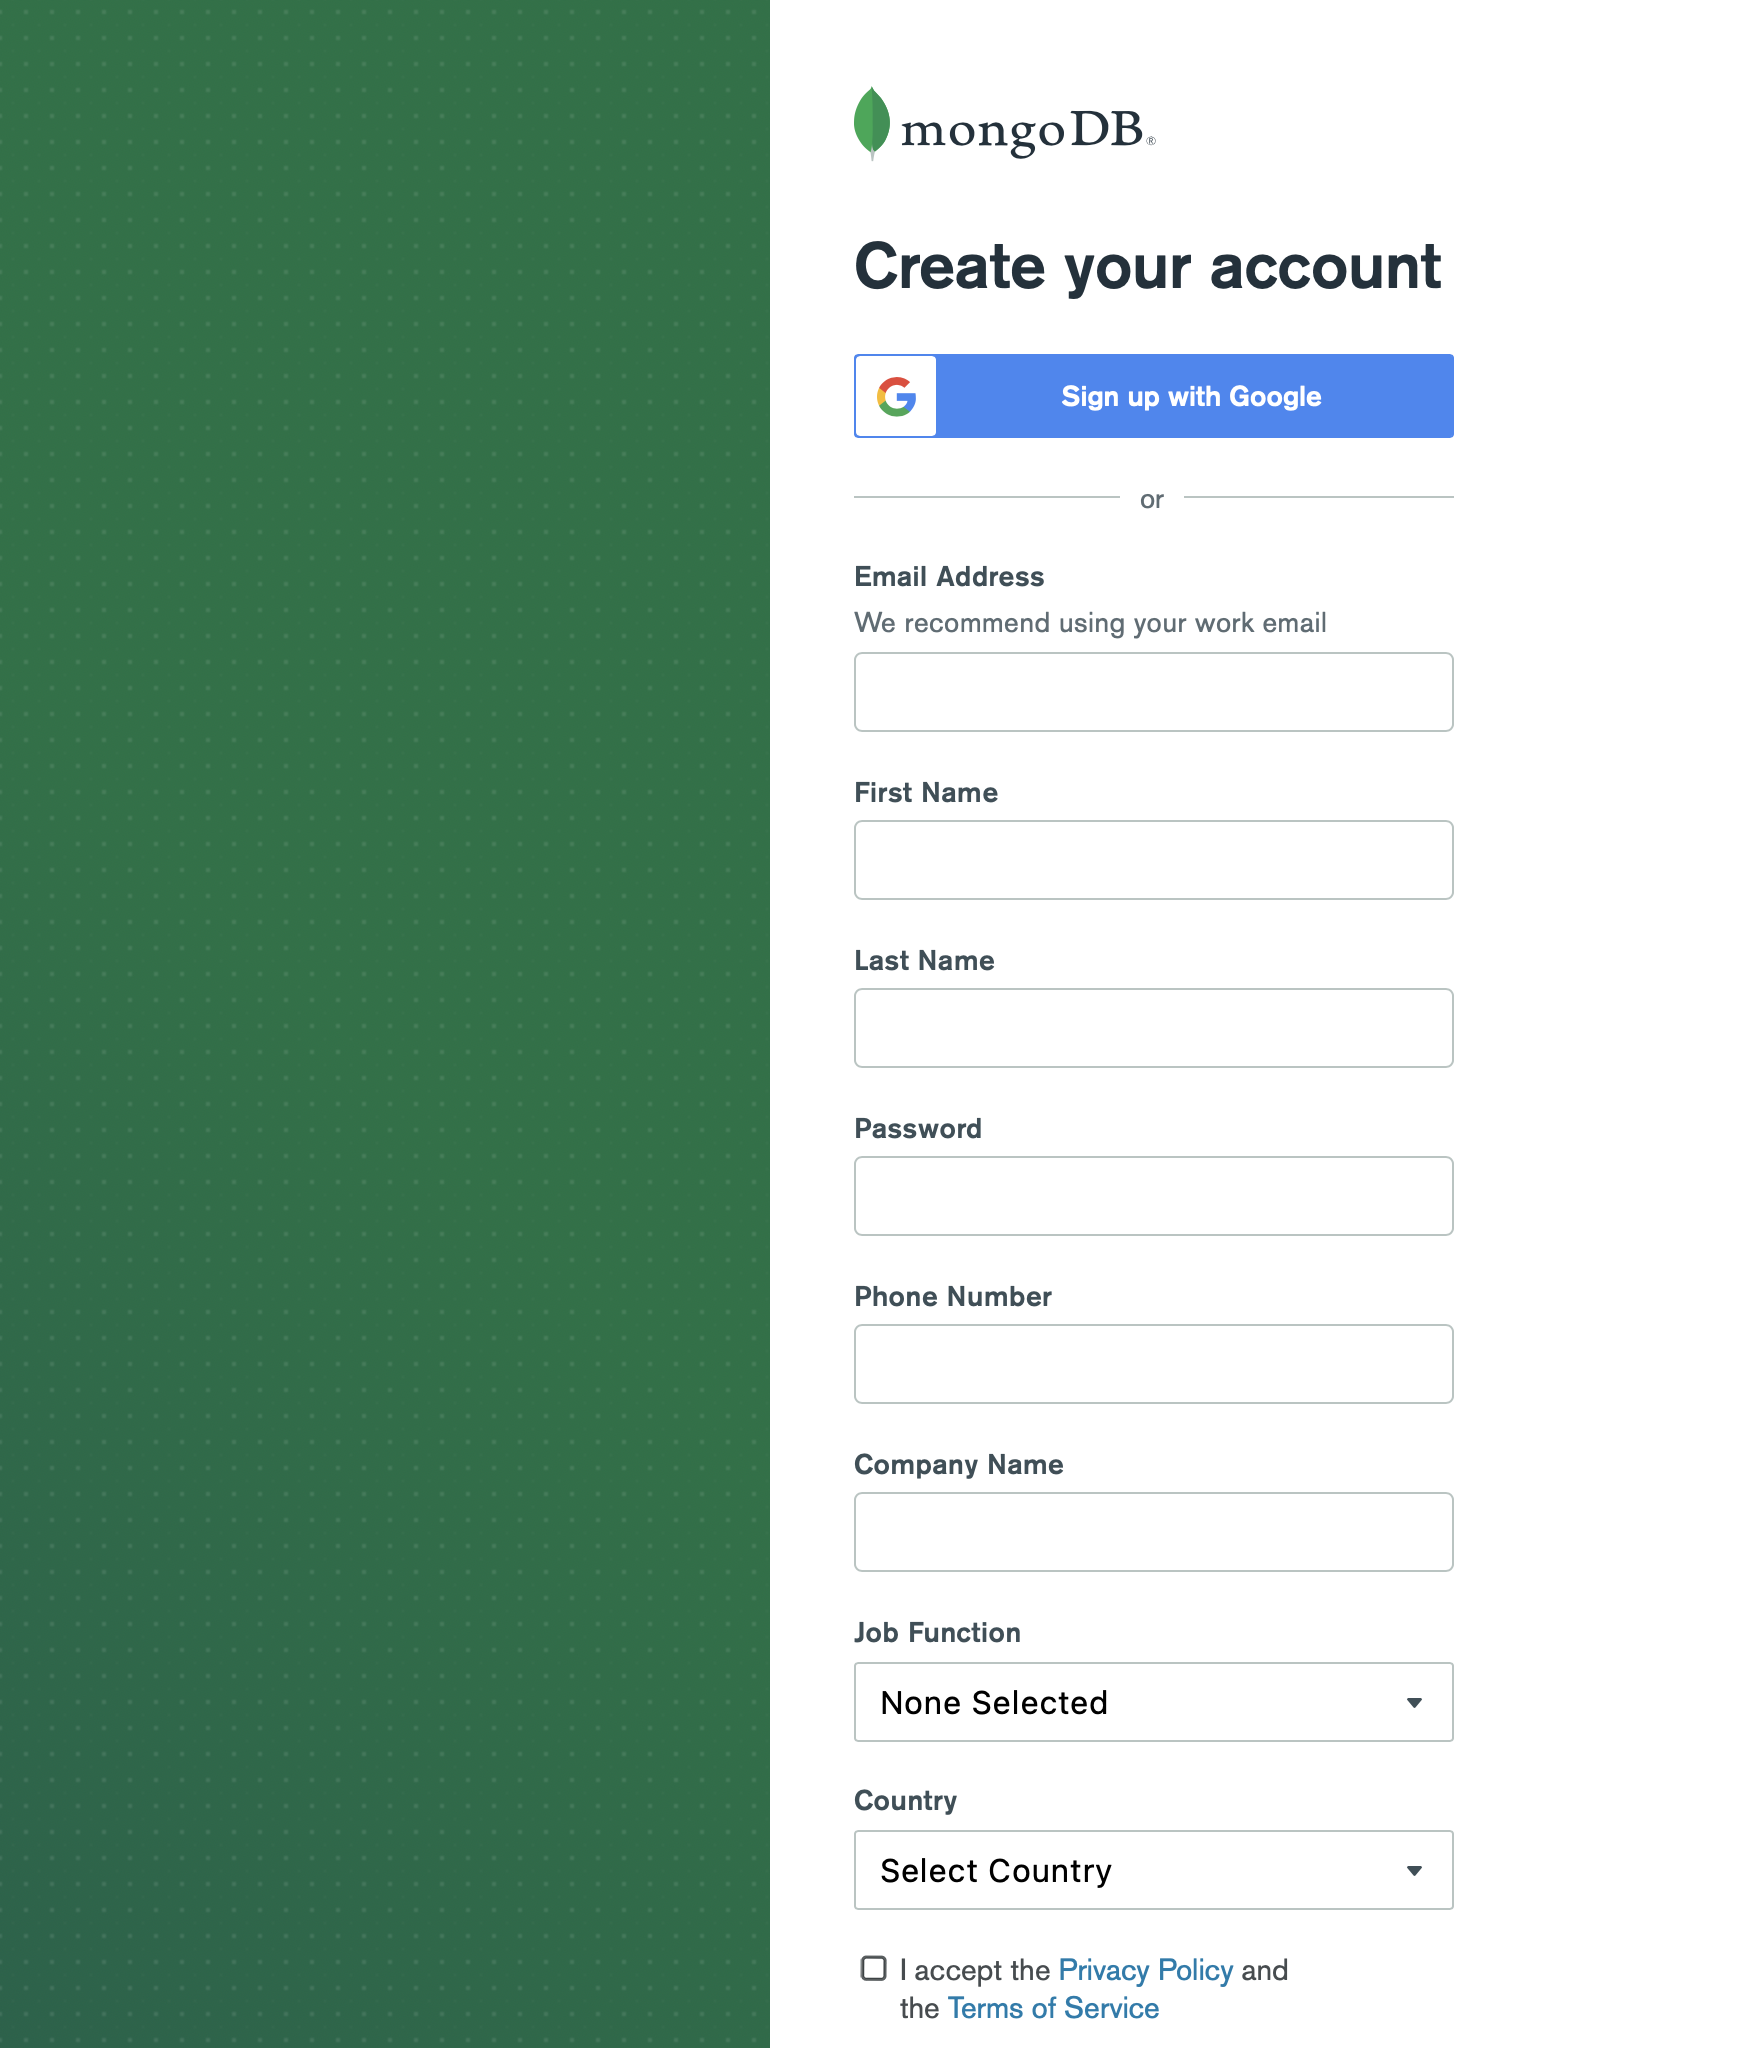 mongoDB®
Create your account
Sign up with Google
or
Email Address
We recommend using your work email
First Name
Last Name
Password
Phone Number
Company Name
Job Function
None Selected
Country
Select Country
I accept the Privacy Policy and
the Terms of Service